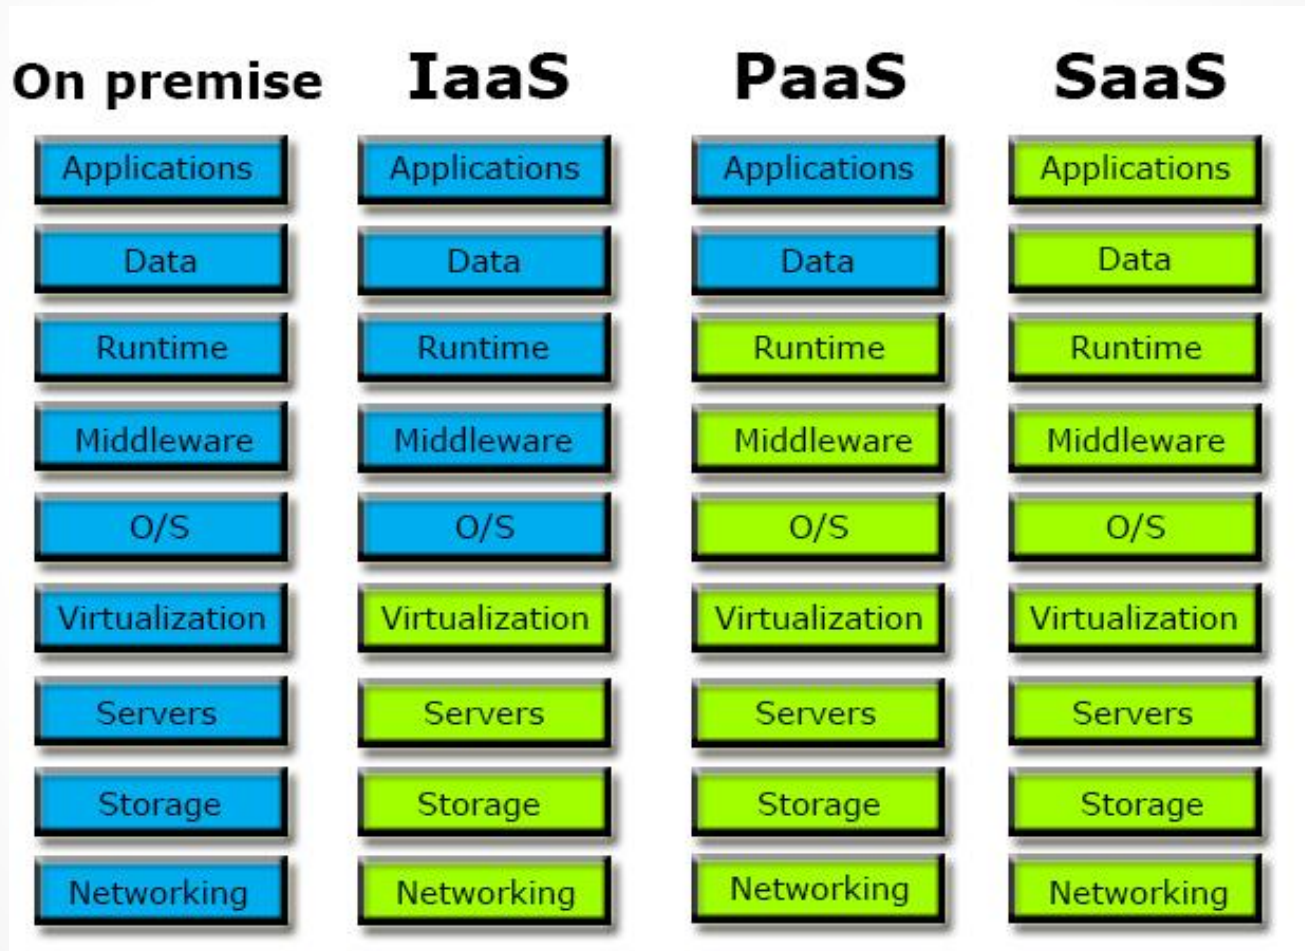 On premise IaaS PaaS SaaS
Applications Applications Applications Applications
Data Data Data Data
Runtime Runtime Runtime Runtime
Middleware Middleware Middleware Middleware
O/S O/S O/S O/S
Virtualization Virtualization Virtualization Virtualization
Servers Servers Servers Servers
Storage Storage Storage Storage
Networking Networking Networking Networking